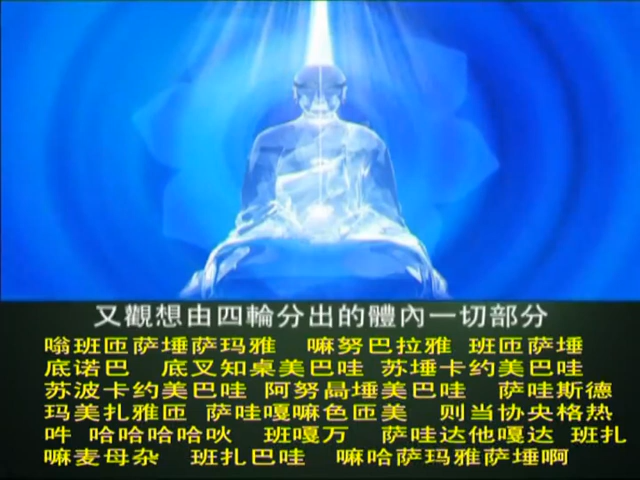 又觀想由四輪分出的體內一切部分
嗡班匝萨埵萨玛雅　嘛努巴拉雅 班匝萨埵
底诺巴　底叉知桌美巴哇 苏埵卡约美巴哇
苏波卡约美巴哇 阿努晑埵美巴哇　萨哇斯德
玛美扎雅匝 萨哇嘎嘛色匝美　则当协央格热
吽 哈哈哈哈吙　班嘎万　萨哇达他嘎达 班扎
嘛麦母杂　班扎巴哇　嘛哈萨玛雅萨埵啊